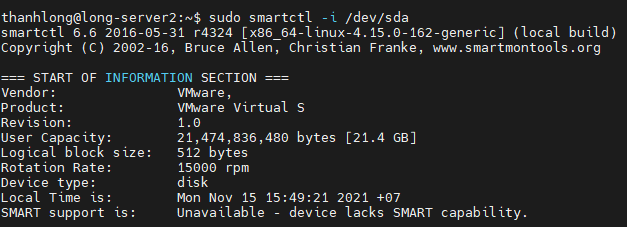 thanhlong@long-server2:~$ sudo smartctl -i /dev/sda
smartctl 6.6 2016-05-31 r4324 [x86_64-linux-4.15.0-162-generic] (local build)
Copyright (C) 2002-16, Bruce Allen, Christian Franke, www.smartmontools.org

=== START OF INFORMATION SECTION ===
Vendor:               VMware,
Product:              VMware Virtual S
Revision:             1.0
User Capacity:        21,474,836,480 bytes [21.4 GB]
Logical block size:   512 bytes
Rotation Rate:        15000 rpm
Device type:          disk
Local Time is:        Mon Nov 15 15:49:21 2021 +07
SMART support is:     Unavailable - device lacks SMART capability.